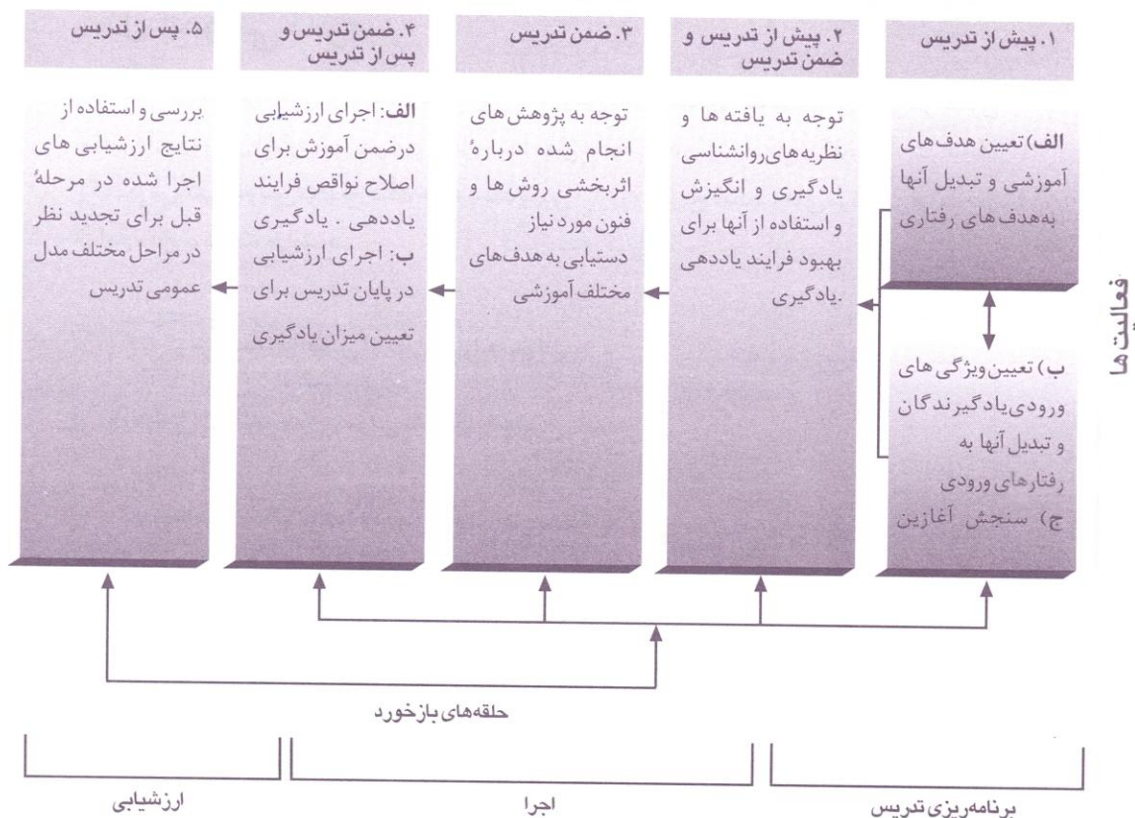 ۱. پیش از تدریس
۲. پیش از تدریس و
ضمن تدریس
۳. ضمن تدریس
۴. ضمن تدریس و
پس از تدریس
۵. پس از تدریس
الف) تعیین هدف های
آموزشی و تبدیل آنها
به هدف های رفتاری
ب) تعیین ویژگی های
ورودی یادگیرندگان
و تبدیل آنها به
رفتارهای ورودی
ج) سنجش آغازین
توجه به یافته ها و
نظریه های روانشناسی
یادگیری و انگیزش
و استفاده از آنها برای
بهبود فرایند یاددهی
.یادگیری
توجه به پژوهش های
انجام شده دربارهٔ
اثربخشی روش ها و
فنون مورد نیاز
دستیابی به هدف های
مختلف آموزشی
الف: اجرای ارزشیابی
در ضمن آموزش برای
اصلاح نواقص فرایند
یاددهی . یادگیری
ب: اجرای ارزشیابی
در پایان تدریس برای
تعیین میزان یادگیری
بررسی و استفاده از
نتایج ارزشیابی های
اجرا شده در مرحلهٔ
قبل برای تجدید نظر
در مراحل مختلف مدل
عمومی تدریس
فعالیت ها
حلقه های بازخورد
برنامه ریزی تدریس
اجرا
ارزشیابی